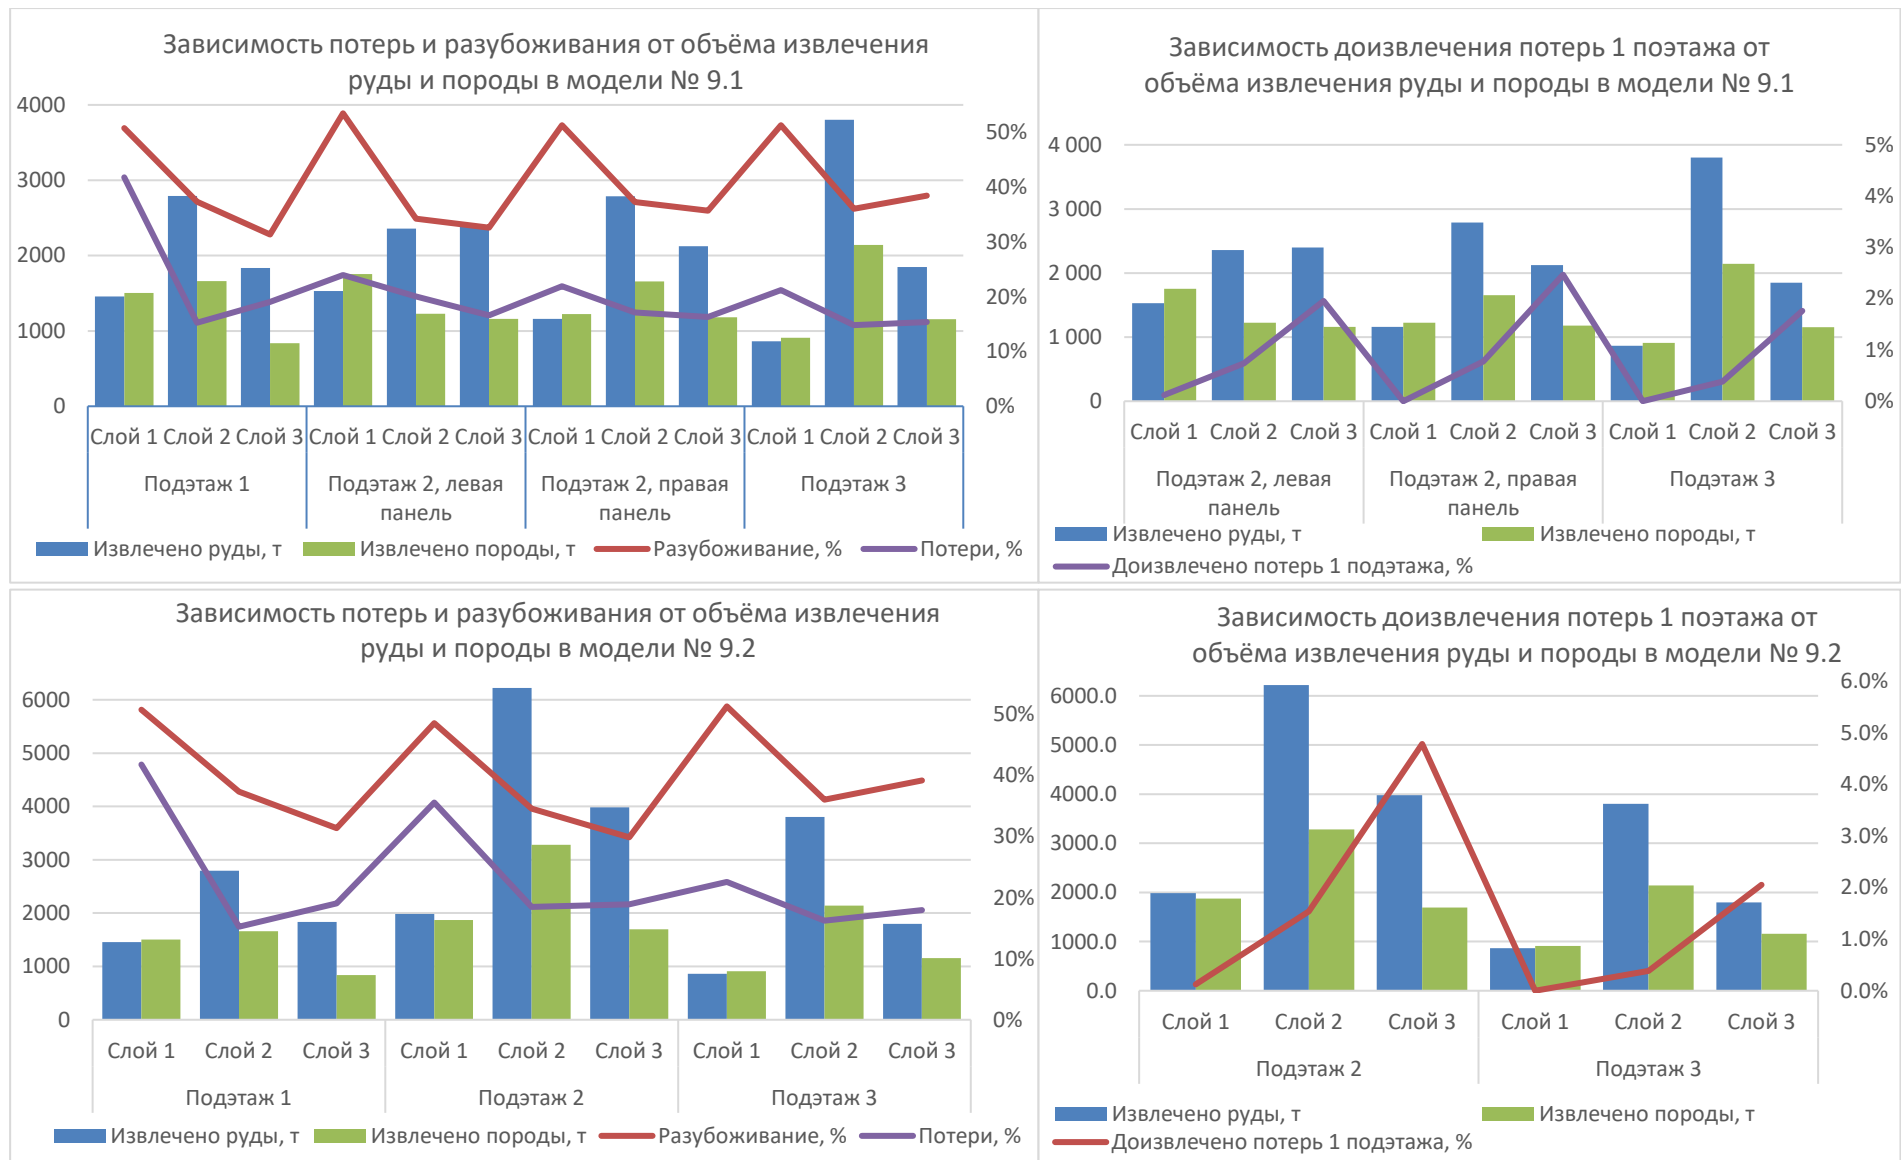 Зависимость потерь и разубоживания от объёма извлечения
руды и породы в модели № 9.1
4000
3000
2000
1000
0
50%
40%
30%
20%
10%
0%
Слой 1 Слой 2 Слой 3 Слой 1 Слой 2 Слой 3 Слой 1 Слой 2 Слой 3 Слой 1 Слой 2 Слой 3
Подэтаж 1 Подэтаж 2, левая Подэтаж 2, правая Подэтаж 3
панель панель
Извлечено руды, т Извлечено породы, т Разубоживание, % Потери, %
Зависимость доизвлечения потерь 1 поэтажа от
объёма извлечения руды и породы в модели № 9.1
4 000
3 000
2 000
1 000
0
5%
4%
3%
2%
1%
0%
Слой 1 Слой 2 Слой 3 Слой 1 Слой 2 Слой 3 Слой 1 Слой 2 Слой 3
Подэтаж 2, левая Подэтаж 2, правая Подэтаж 3
панель панель
Извлечено руды, т Извлечено породы, т
Доизвлечено потерь 1 подэтажа, %
Зависимость потерь и разубоживания от объёма извлечения
руды и породы в модели № 9.2
6000
5000
4000
3000
2000
1000
0
50%
40%
30%
20%
10%
0%
Слой 1 Слой 2 Слой 3 Слой 1 Слой 2 Слой 3 Слой 1 Слой 2 Слой 3
Подэтаж 1 Подэтаж 2 Подэтаж 3
Извлечено руды, т Извлечено породы, т Разубоживание, % Потери, %
Зависимость доизвлечения потерь 1 поэтажа от
объёма извлечения руды и породы в модели № 9.2
6000.0
5000.0
4000.0
3000.0
2000.0
1000.0
0.0
6.0%
5.0%
4.0%
3.0%
2.0%
1.0%
0.0%
Слой 1 Слой 2 Слой 3 Слой 1 Слой 2 Слой 3
Подэтаж 2 Подэтаж 3
Извлечено руды, т Извлечено породы, т
Доизвлечено потерь 1 подэтажа, %